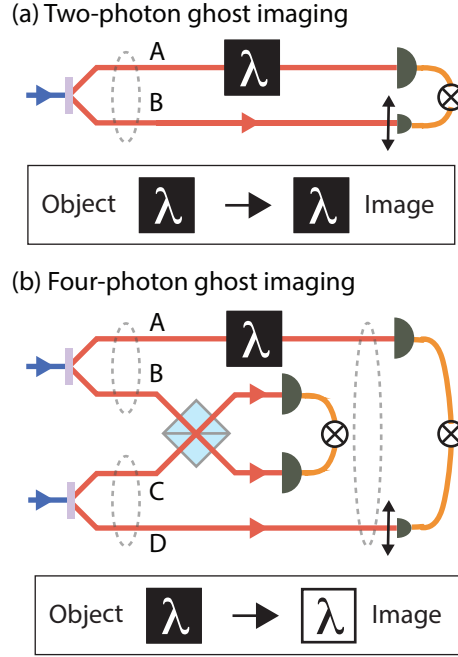 (a) Two-photon ghost imaging
A
λ
B
Object λ λ Image
(b) Four-photon ghost imaging
A
λ
B
C
D
Object λ λ Image